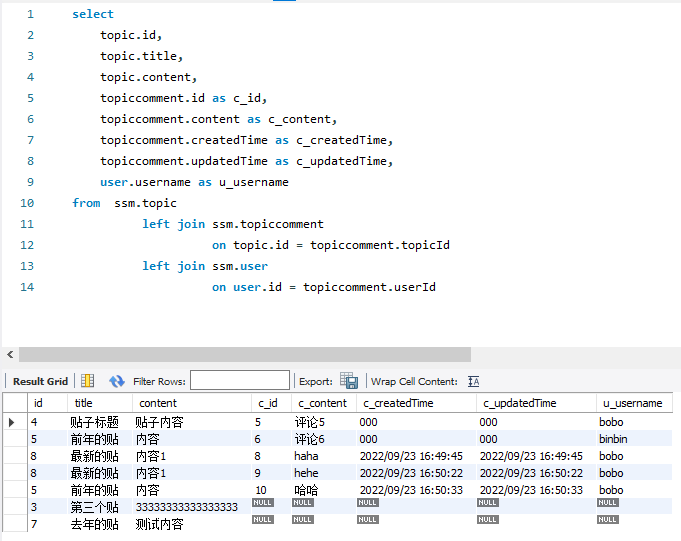 1 select
2 topic.id,
3 topic.title,
4 topic.content,
5 topiccomment.id as c_id,
6 topiccomment.content as c_content,
7 topiccomment.createdTime as c_createdTime,
8 topiccomment.updatedTime as c_updatedTime,
9 user.username as u_username
10 from ssm.topic
11 left join ssm.topiccomment
12 on topic.id = topiccomment.topicId
13 left join ssm.user
14 on user.id = topiccomment.userId
Result Grid Filter Rows: Export: Wrap Cell Content: IA
id title content c_id c_content c_createdTime c_updatedTime u_username
4 贴子标题 贴子内容 5 评论5 000 000 bobo
5 前年的贴 内容 6 评论6 000 000 binbin
8 最新的贴 内容1 8 haha 2022/09/23 16:49:45 2022/09/23 16:49:45 bobo
8 最新的贴 内容1 9 hehe 2022/09/23 16:50:22 2022/09/23 16:50:22 bobo
5 前年的贴 内容 10 哈哈 2022/09/23 16:50:33 2022/09/23 16:50:33 bobo
3 第三个贴 33333333333333333 NULL NULL NULL NULL NULL
7 去年的贴 测试内容 NULL NULL NULL NULL NULL